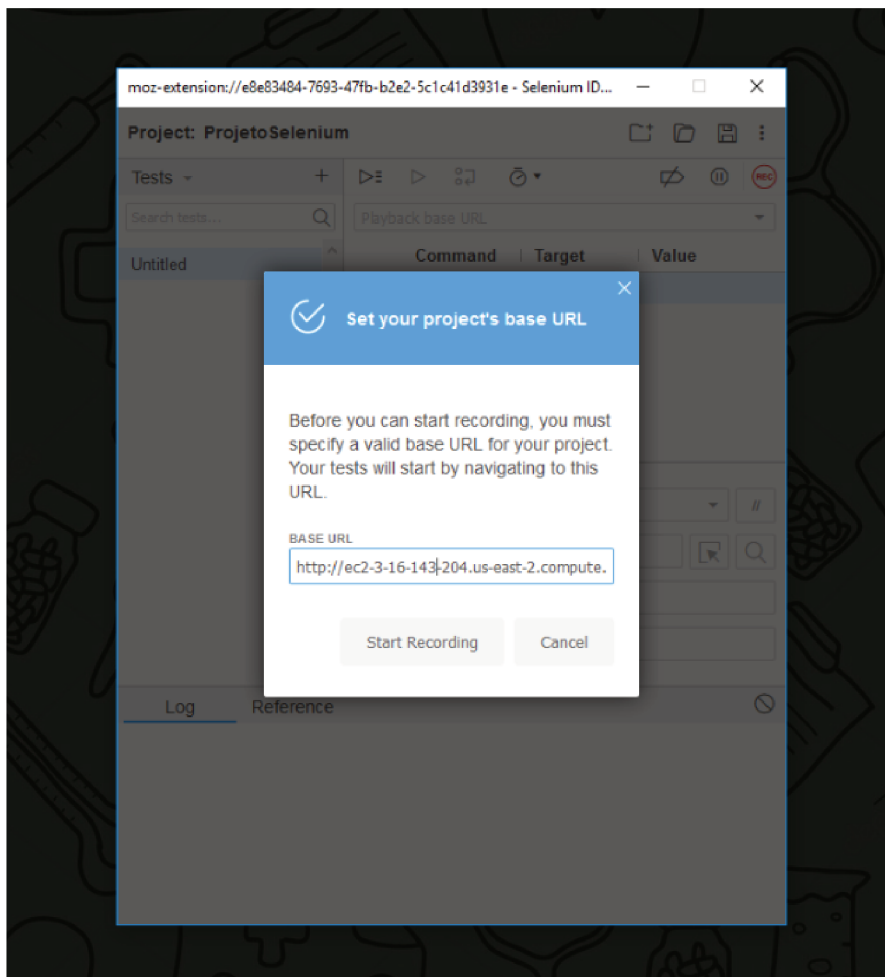 moz-extension://e8e83484-7693-47fb-b2e2-5c1c41d3931e - Selenium ID...
Project: ProjetoSelenium
Tests
REC
Search tests...
Playback base URL
Untitled
Command Target Value
Set your project's base URL
Before you can start recording, you must
specify a valid base URL for your project.
Your tests will start by navigating to this
URL.
//
BASE URL
http://ec2-3-16-143-204.us-east-2.compute.
Start Recording Cancel
Log Reference